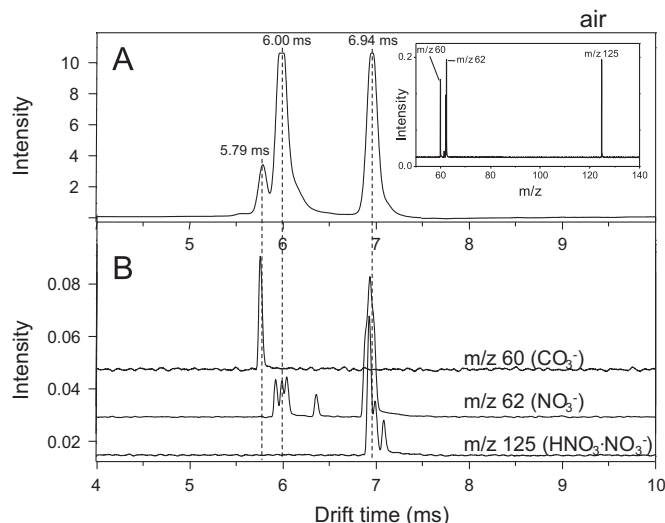 air
6.00 ms
6.94 ms
A
5.79 ms
Intensity
10
8
6
4
2
m/z 60
m/z 62
m/z 125
0.2
0.0
Intensity
60
80
100
120
140
m/z
5
6
7
8
9
B
Intensity
0.08
0.06
0.04
0.02
m/z 60 (CO₃⁻)
m/z 62 (NO₃⁻)
m/z 125 (HNO₃·NO₃⁻)
4
5
6
7
8
9
10
Drift time (ms)